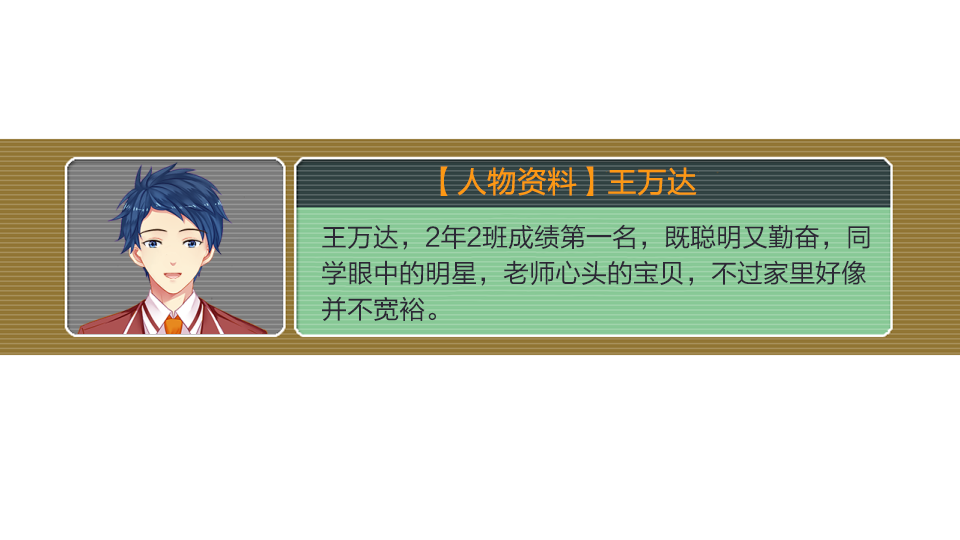 【人物资料】王万达
王万达，2年2班成绩第一名，既聪明又勤奋，同
学眼中的明星，老师心头的宝贝，不过家里好像
并不宽裕。